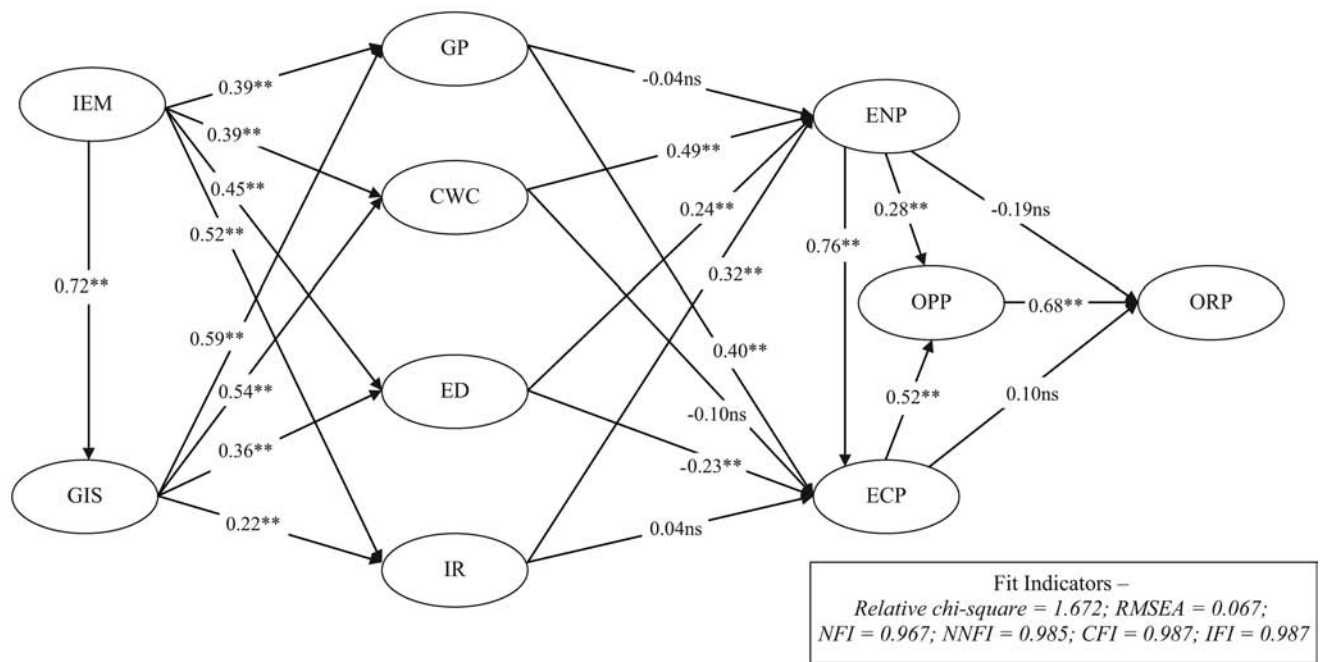 GP
IEM
0.39**
-0.04ns
ENP
0.39**
0.49**
CWC
0.45**
0.24**
0.28**
-0.19ns
0.52**
0.76**
0.72**
0.32**
OPP
0.68**
ORP
0.59**
0.40**
0.54**
ED
-0.10ns
0.52**
0.10ns
0.36**
-0.23**
GIS
ECP
0.22**
0.04ns
IR
Fit Indicators –
Relative chi-square = 1.672; RMSEA = 0.067;
NFI = 0.967; NNFI = 0.985; CFI = 0.987; IFI = 0.987